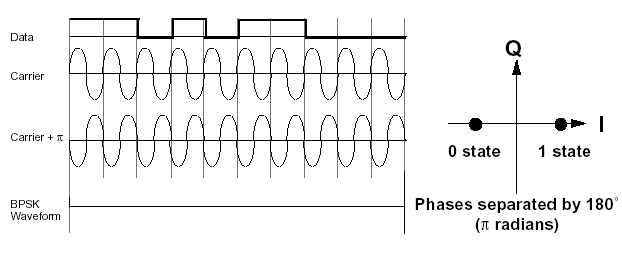 Data
Carrier
Carrier + π
BPSK
Waveform
Q
I
0 state
1 state
Phases separated by 180°
(π radians)